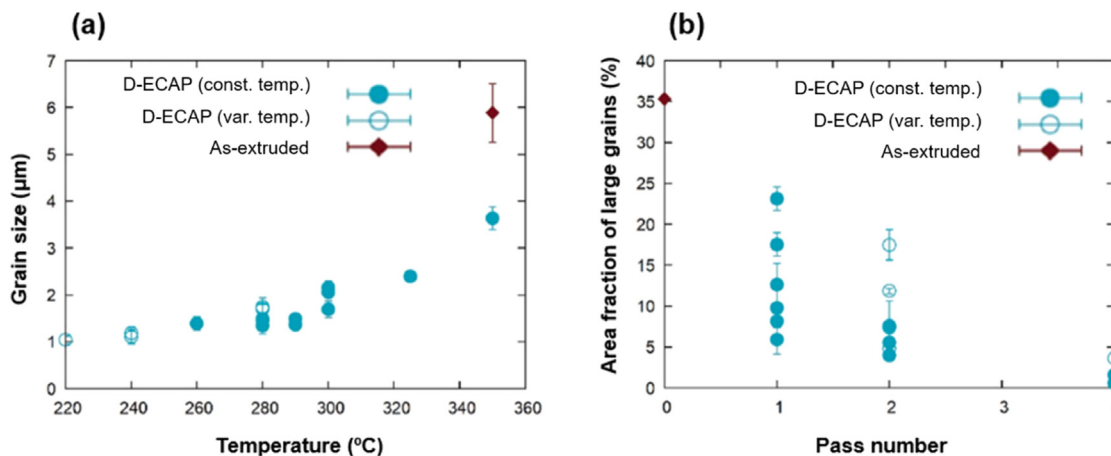 (a)
7
6
5
4
3
2
1
0
Grain size (μm)
D-ECAP (const. temp.)
D-ECAP (var. temp.)
As-extruded
220 240 260 280 300 320 340 360
Temperature (ºC)
(b)
40
35
30
25
20
15
10
5
0
Area fraction of large grains (%)
D-ECAP (const. temp.)
D-ECAP (var. temp.)
As-extruded
0 1 2 3
Pass number